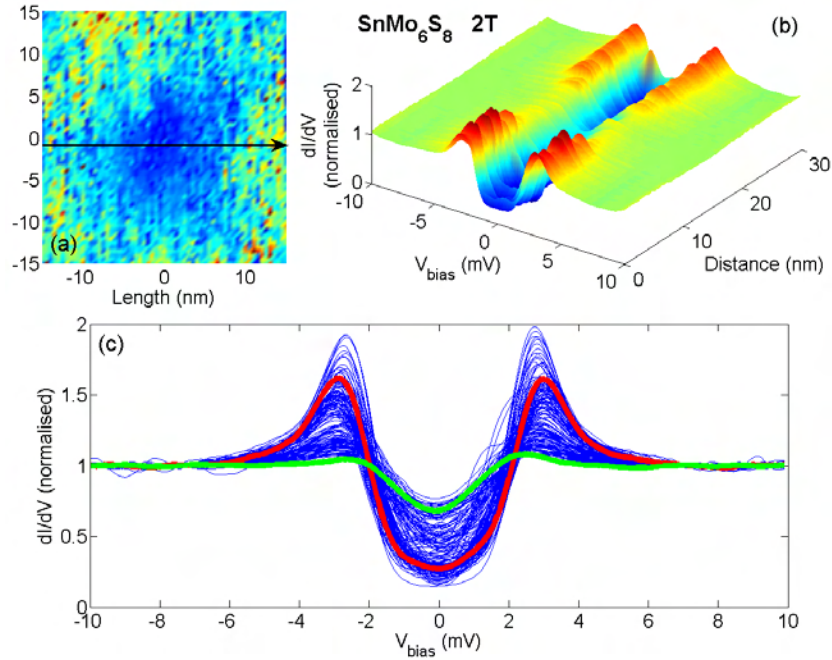 15
10
5
0
-5
-10
-15
(a)
-10 0 10
Length (nm)
SnMo₆S₈ 2T
(b)
2
1
0
dI/dV
(normalised)
-10
-5
0
5
10
V_bias (mV)
0
10
20
30
Distance (nm)
(c)
2
1.5
1
0.5
0
dI/dV (normalised)
-10 -8 -6 -4 -2 0 2 4 6 8 10
V_bias (mV)